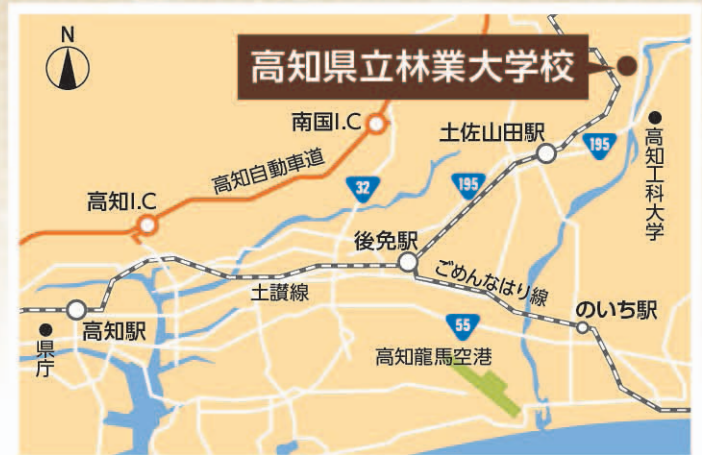 N
高知県立林業大学校
南国I.C
土佐山田駅
195
高知工科大学
高知自動車道
32
195
高知I.C
後免駅
ごめんなはり線
土讃線
のいち駅
高知駅
55
県庁
高知龍馬空港